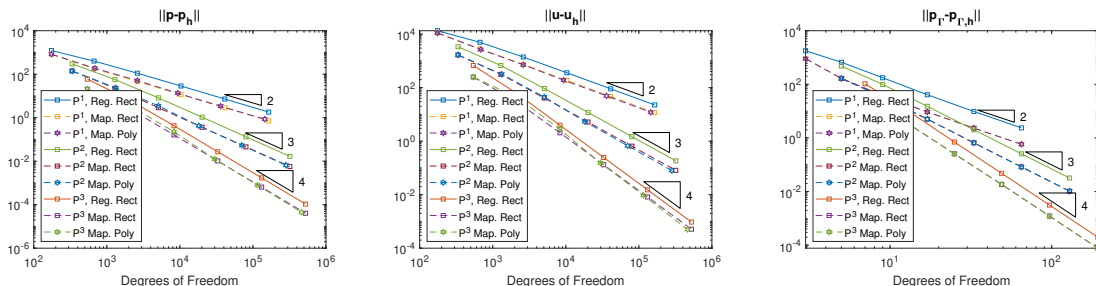 ||p-p_h||
10^4
10^2
10^0
10^-2
10^-4
10^-6
2
3
4
P^1, Reg. Rect
P^1, Map. Rect
P^1, Map. Poly
P^2, Reg. Rect
P^2 Map. Rect
P^2 Map. Poly
P^3, Reg. Rect
P^3 Map. Rect
P^3 Map. Poly
10^2 10^3 10^4 10^5 10^6
Degrees of Freedom
||u-u_h||
10^4
10^2
10^0
10^-2
10^-4
2
3
4
P^1, Reg. Rect
P^1, Map. Rect
P^1, Map. Poly
P^2, Reg. Rect
P^2 Map. Rect
P^2 Map. Poly
P^3, Reg. Rect
P^3 Map. Rect
P^3 Map. Poly
10^2 10^3 10^4 10^5 10^6
Degrees of Freedom
||p_Γ-p_Γ,h||
10^4
10^2
10^0
10^-2
10^-4
2
3
4
P^1, Reg. Rect
P^1, Map. Rect
P^1, Map. Poly
P^2, Reg. Rect
P^2 Map. Rect
P^2 Map. Poly
P^3, Reg. Rect
P^3 Map. Rect
P^3 Map. Poly
10^1 10^2
Degrees of Freedom